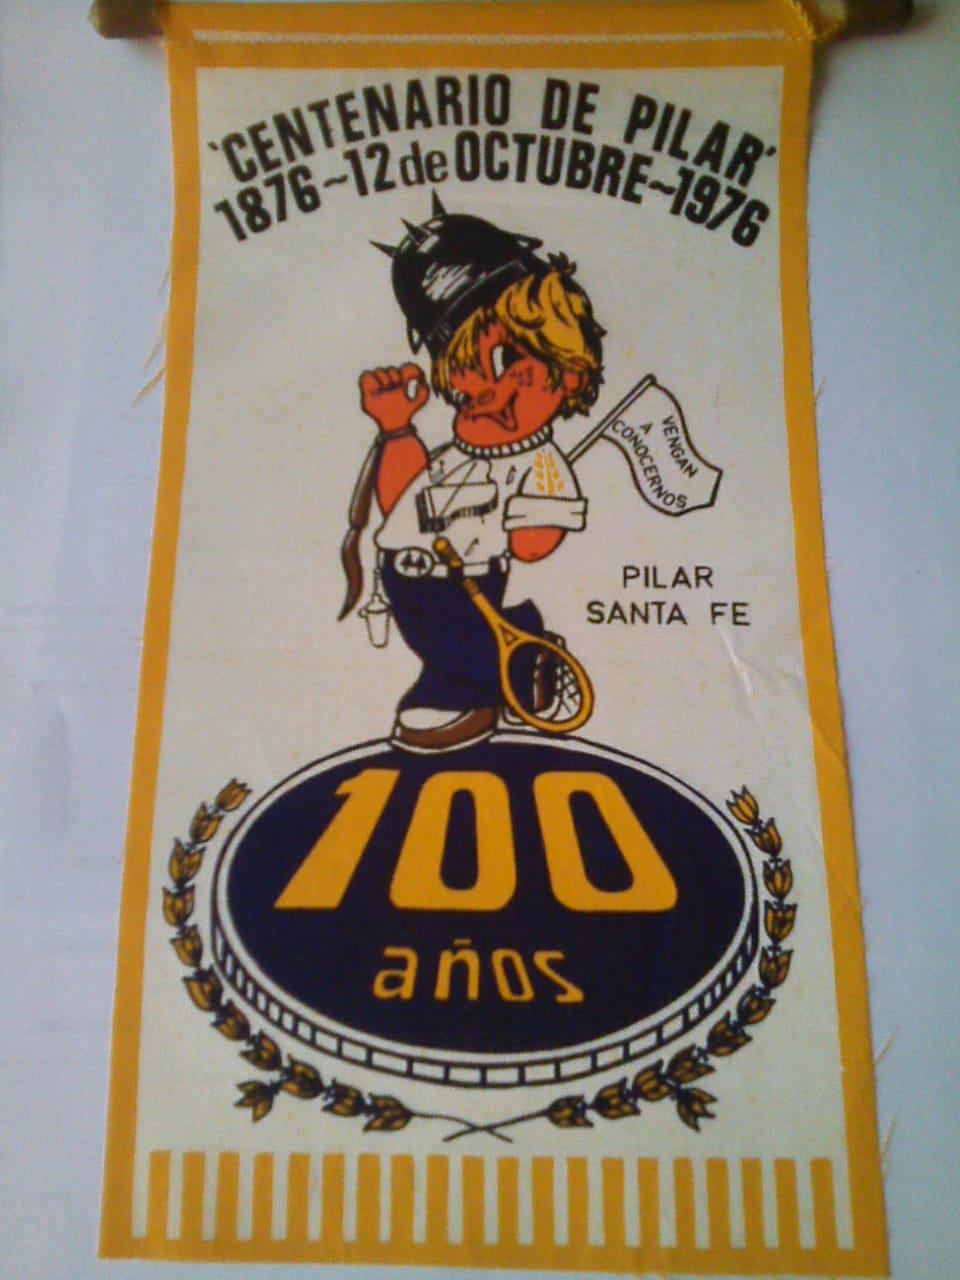 'CENTENARIO DE PILAR'
1876~12 de OCTUBRE~1976
VENGAN
A
CONOCERNOS
PILAR
SANTA FE
100
años